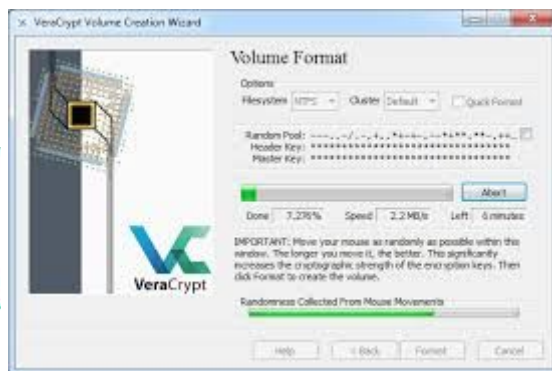 VeraCrypt Volume Creation Wizard
Volume Format
Options
Filesystem NTFS Cluster Default Quick Format
Random Pool:
Header Key: ********************************
Master Key: ********************************
Abort
Done 7.276% Speed 2.2 MB/s Left 6 minutes
IMPORTANT: Move your mouse as randomly as possible within this
window. The longer you move it, the better. This significantly
increases the cryptographic strength of the encryption keys. Then
click Format to create the volume.
Randomness Collected From Mouse Movements
VeraCrypt
Help < Back Format Cancel